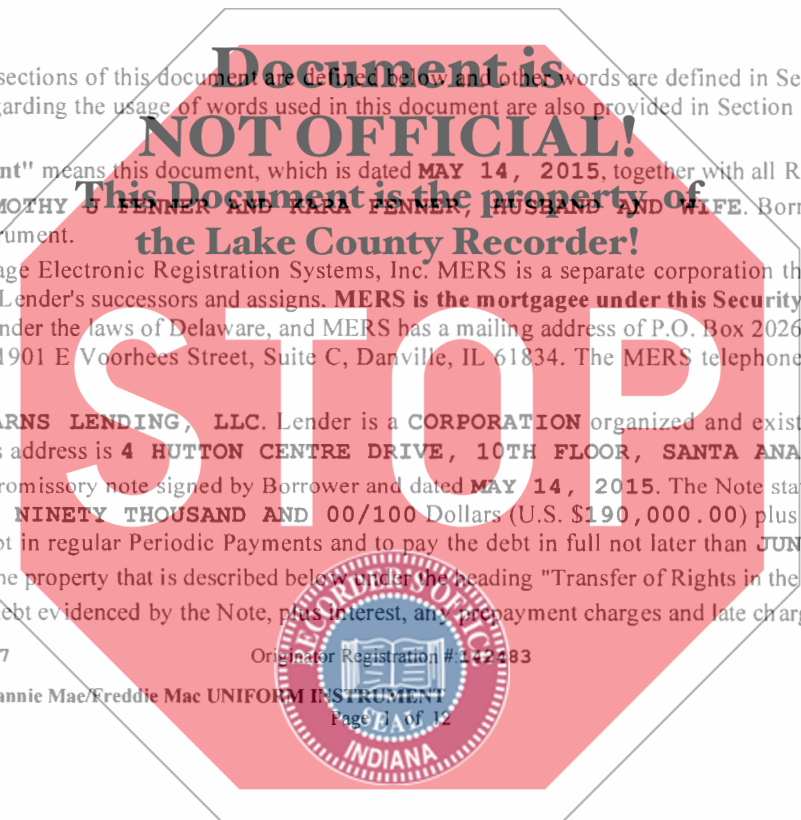 Document is
sections of this document are defined below and other words are defined in Se
garding the usage of words used in this document are also provided in Section
NOT OFFICIAL!
nt" means this document, which is dated MAY 14, 2015, together with all R
This Document is the property of
MOTHY J FENNER AND KARA FENNER, HUSBAND AND WIFE. Borr
rument.
the Lake County Recorder!
age Electronic Registration Systems, Inc. MERS is a separate corporation th
Lender's successors and assigns. MERS is the mortgagee under this Security
nder the laws of Delaware, and MERS has a mailing address of P.O. Box 2026
1901 E Voorhees Street, Suite C, Danville, IL 61834. The MERS telephone
STOP
ARNS LENDING, LLC. Lender is a CORPORATION organized and exist
s address is 4 HUTTON CENTRE DRIVE, 10TH FLOOR, SANTA ANA
romissory note signed by Borrower and dated MAY 14, 2015. The Note sta
NINETY THOUSAND AND 00/100 Dollars (U.S. $190,000.00) plus
bt in regular Periodic Payments and to pay the debt in full not later than JUN
he property that is described below under the heading "Transfer of Rights in the
ebt evidenced by the Note, plus interest, any prepayment charges and late charg
RECORDER'S OFFICE
7 Originator Registration #:142483
annie Mae/Freddie Mac UNIFORM INSTRUMENT
Page 1 of 12
SEAL
INDIANA